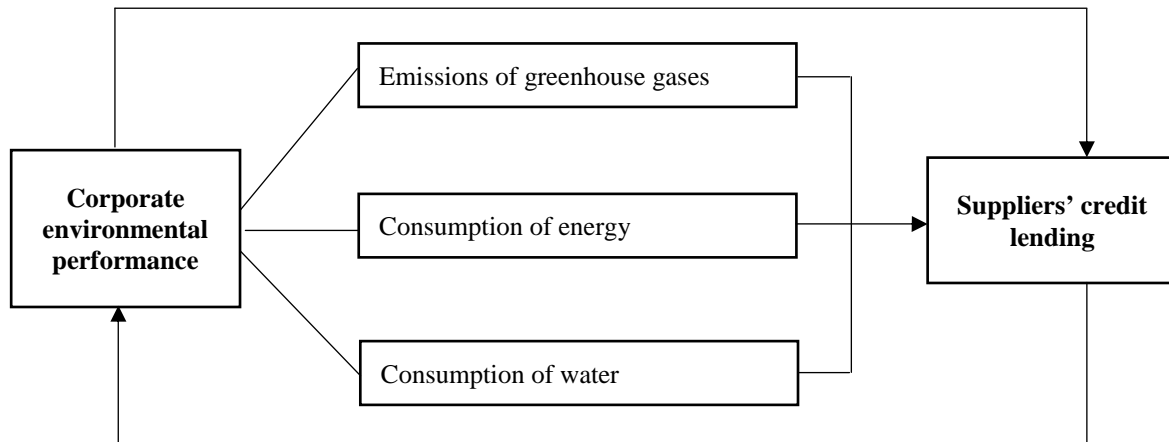 Emissions of greenhouse gases
Corporate
environmental
performance
Consumption of energy
Suppliers’ credit
lending
Consumption of water